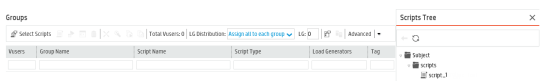 Groups
Scripts Tree
Select Scripts
Total Vusers: 0 LG Distribution: Assign all to each group LG: 0 Advanced
Vusers Group Name Script Name Script Type Load Generators Tag
Subject
scripts
script_1